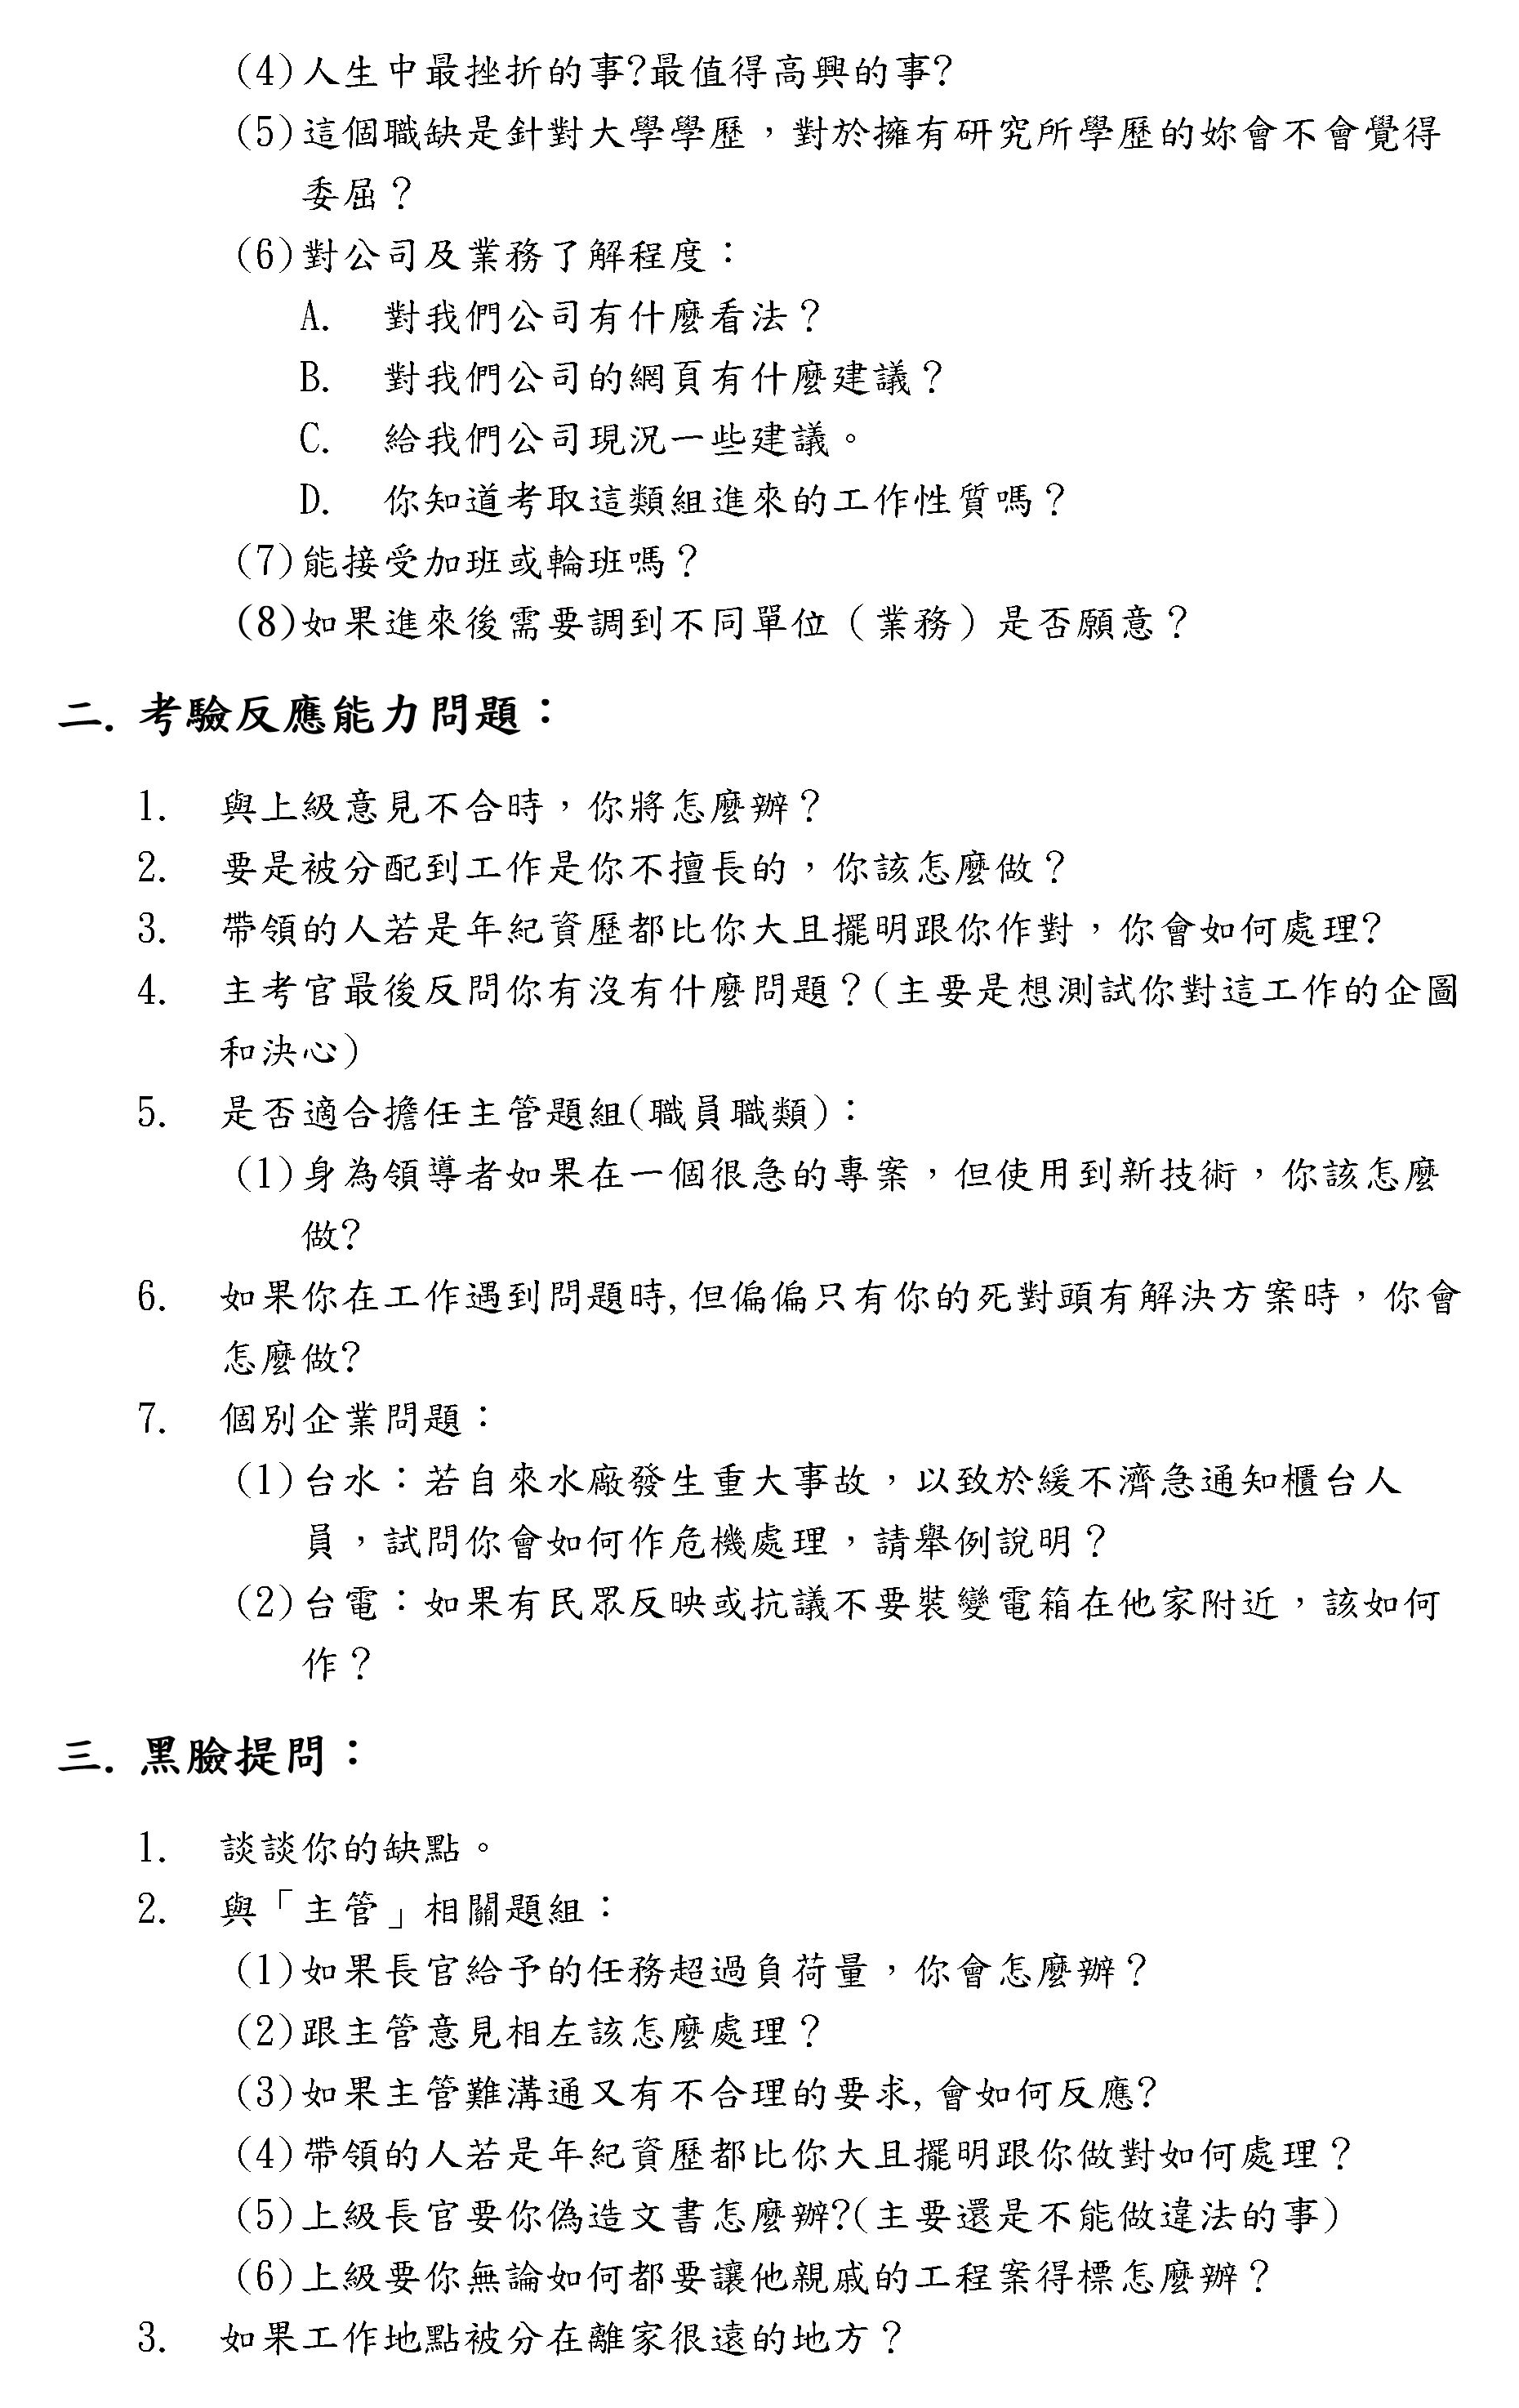 (4)人生中最挫折的事?最值得高興的事?
(5)這個職缺是針對大學學歷，對於擁有研究所學歷的妳會不會覺得
委屈？
(6)對公司及業務了解程度：
A. 對我們公司有什麼看法？
B. 對我們公司的網頁有什麼建議？
C. 給我們公司現況一些建議。
D. 你知道考取這類組進來的工作性質嗎？
(7)能接受加班或輪班嗎？
(8)如果進來後需要調到不同單位（業務）是否願意？
二. 考驗反應能力問題：
1. 與上級意見不合時，你將怎麼辦？
2. 要是被分配到工作是你不擅長的，你該怎麼做？
3. 帶領的人若是年紀資歷都比你大且擺明跟你作對，你會如何處理?
4. 主考官最後反問你有沒有什麼問題？(主要是想測試你對這工作的企圖
和決心)
5. 是否適合擔任主管題組(職員職類)：
(1)身為領導者如果在一個很急的專案，但使用到新技術，你該怎麼
做?
6. 如果你在工作遇到問題時,但偏偏只有你的死對頭有解決方案時，你會
怎麼做?
7. 個別企業問題：
(1)台水：若自來水廠發生重大事故，以致於緩不濟急通知櫃台人
員，試問你會如何作危機處理，請舉例說明？
(2)台電：如果有民眾反映或抗議不要裝變電箱在他家附近，該如何
作？
三. 黑臉提問：
1. 談談你的缺點。
2. 與「主管」相關題組：
(1)如果長官給予的任務超過負荷量，你會怎麼辦？
(2)跟主管意見相左該怎麼處理？
(3)如果主管難溝通又有不合理的要求,會如何反應?
(4)帶領的人若是年紀資歷都比你大且擺明跟你做對如何處理？
(5)上級長官要你偽造文書怎麼辦?(主要還是不能做違法的事)
(6)上級要你無論如何都要讓他親戚的工程案得標怎麼辦？
3. 如果工作地點被分在離家很遠的地方？